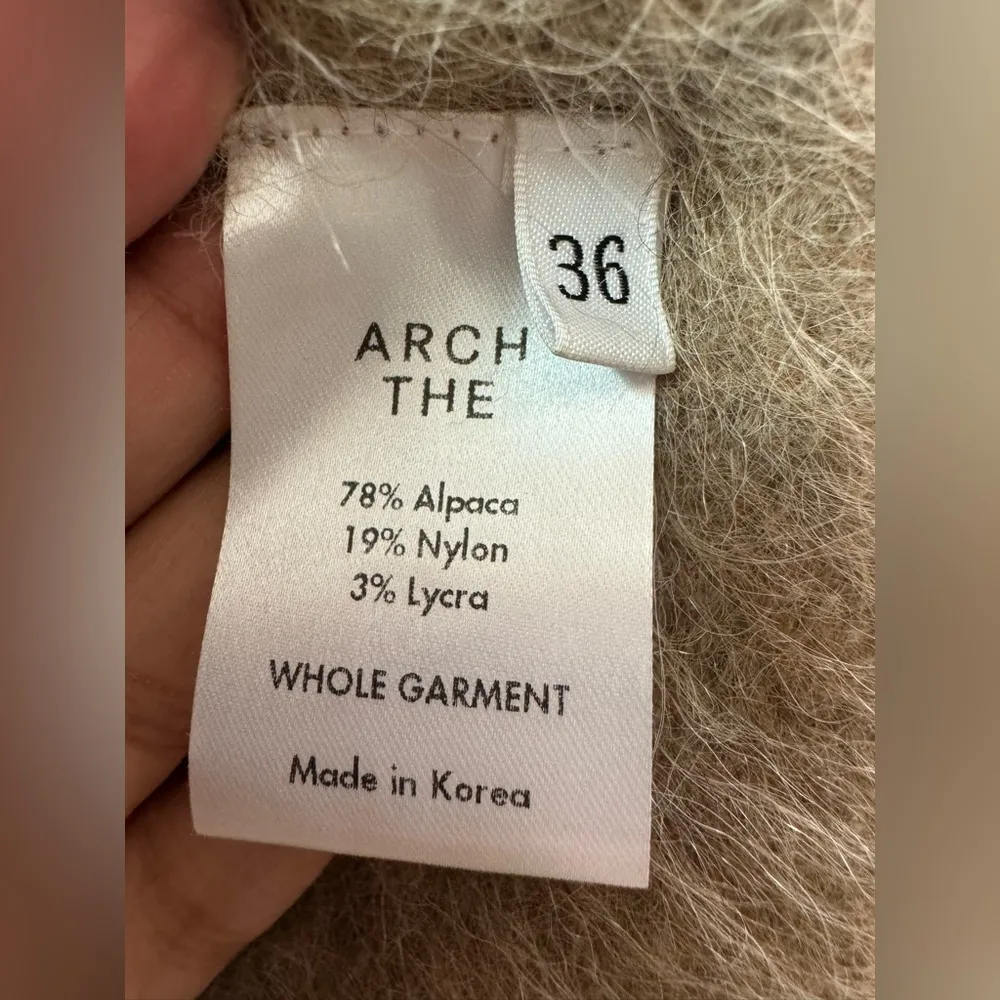 36
ARCH
THE
78% Alpaca
19% Nylon
3% Lycra
WHOLE GARMENT
Made in Korea